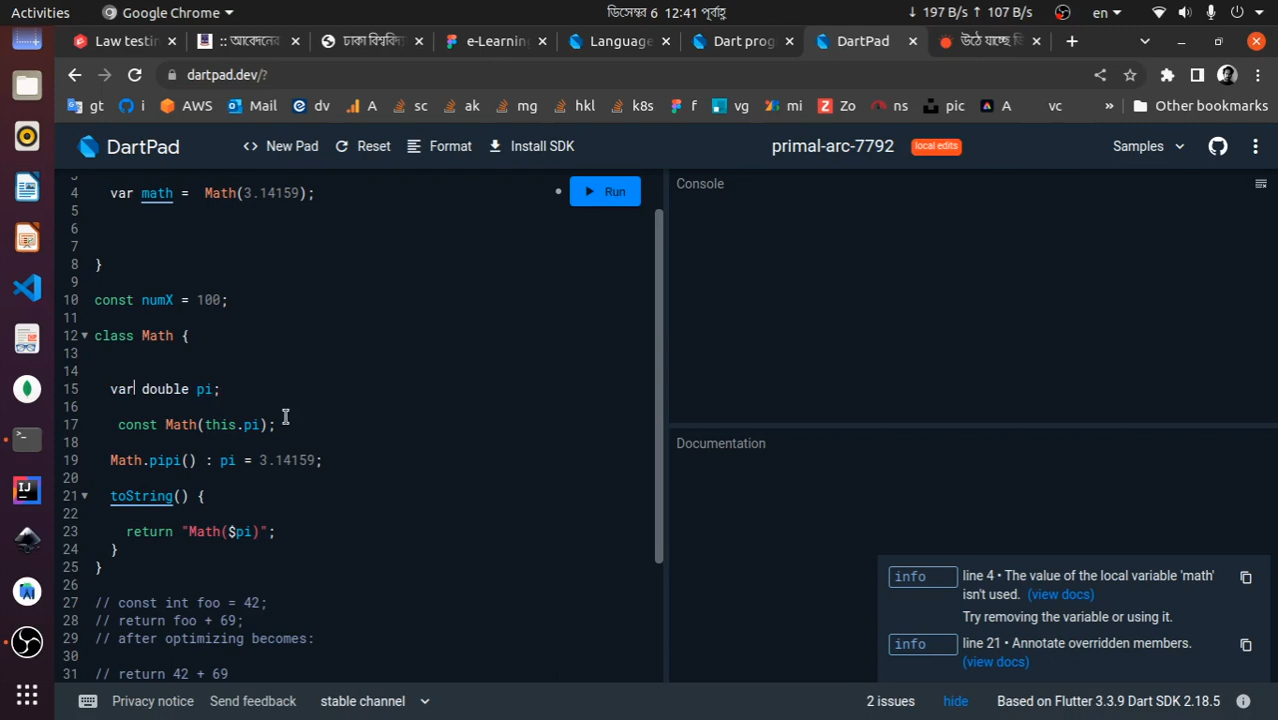 Activities Google Chrome ডিসেম্বর 6 12:41 পূর্বাহ্ন ↓ 197 B/s ↑ 107 B/s en
Law testin :: আবেদনের ঢাকা বিশ্ববিদ e-Learning Language Dart prog DartPad উঠে যাচ্ছে
dartpad.dev/?
gt i AWS Mail dv A sc ak mg hkl k8s f vg mi Zo ns pic A vc » Other bookmarks
DartPad <> New Pad Reset Format Install SDK primal-arc-7792 local edits Samples
Run
Console
4 var math = Math(3.14159);
5
6
7
8 }
9
10 const numX = 100;
11
12 class Math {
13
14
15 var double pi;
16
17 const Math(this.pi);
18
19 Math.pipi() : pi = 3.14159;
20
21 toString() {
22
23 return "Math($pi)";
24 }
25 }
26
27 // const int foo = 42;
28 // return foo + 69;
29 // after optimizing becomes:
30
31 // return 42 + 69
Documentation
info line 4 • The value of the local variable 'math' isn't used. (view docs)
Try removing the variable or using it.
info line 21 • Annotate overridden members.
(view docs)
Privacy notice Send feedback stable channel 2 issues hide Based on Flutter 3.3.9 Dart SDK 2.18.5